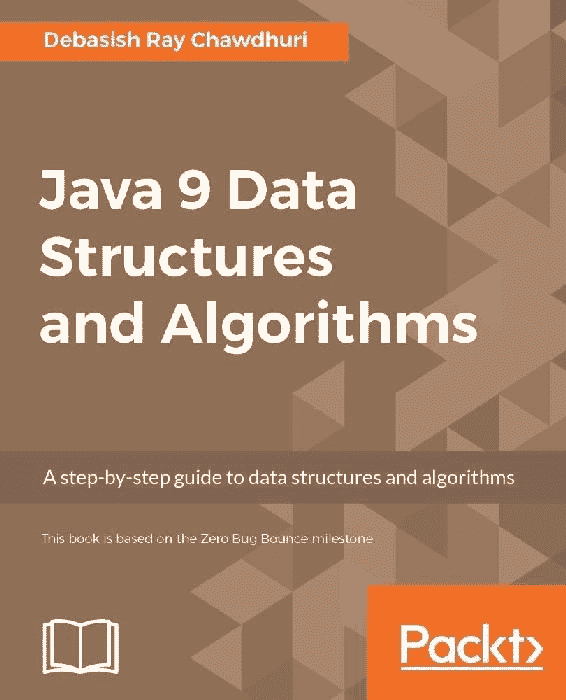 Debasish Ray Chawdhuri
Java 9 Data
Structures
and Algorithms
A step-by-step guide to data structures and algorithms
This book is based on the Zero Bug Bounce milestone
Packt>